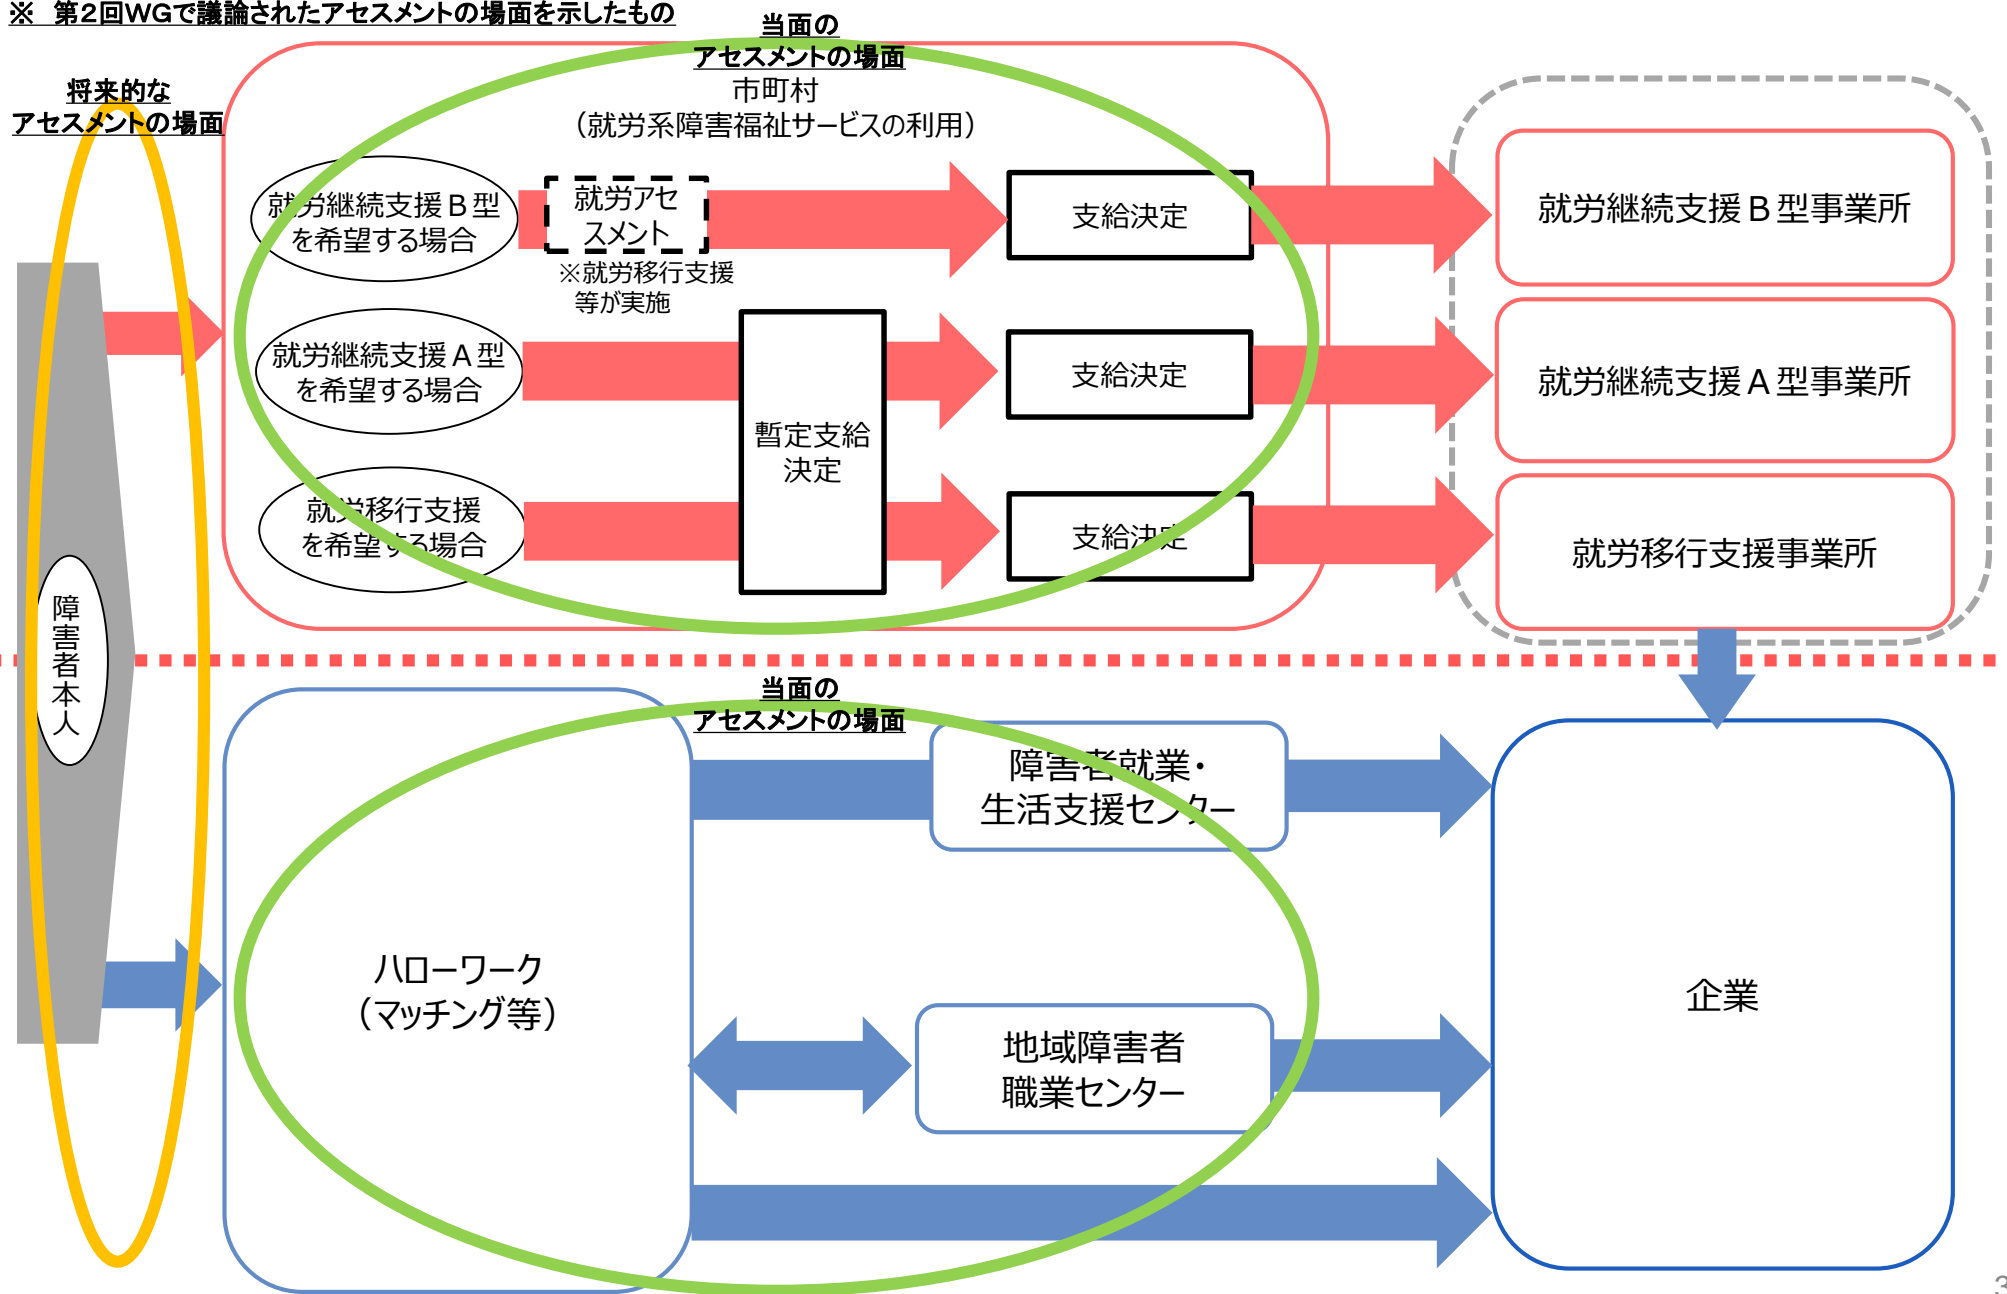 ※　第２回ＷＧで議論されたアセスメントの場面を示したもの
将来的な
アセスメントの場面
当面の
アセスメントの場面
市町村
（就労系障害福祉サービスの利用）
就労継続支援Ｂ型
を希望する場合
就労アセ
スメント
※就労移行支援
等が実施
支給決定
就労継続支援Ｂ型事業所
就労継続支援Ａ型
を希望する場合
暫定支給
決定
支給決定
就労継続支援Ａ型事業所
就労移行支援
を希望する場合
支給決定
就労移行支援事業所
障害者本人
当面の
アセスメントの場面
ハローワーク
（マッチング等）
障害者就業・
生活支援センター
地域障害者
職業センター
企業
3